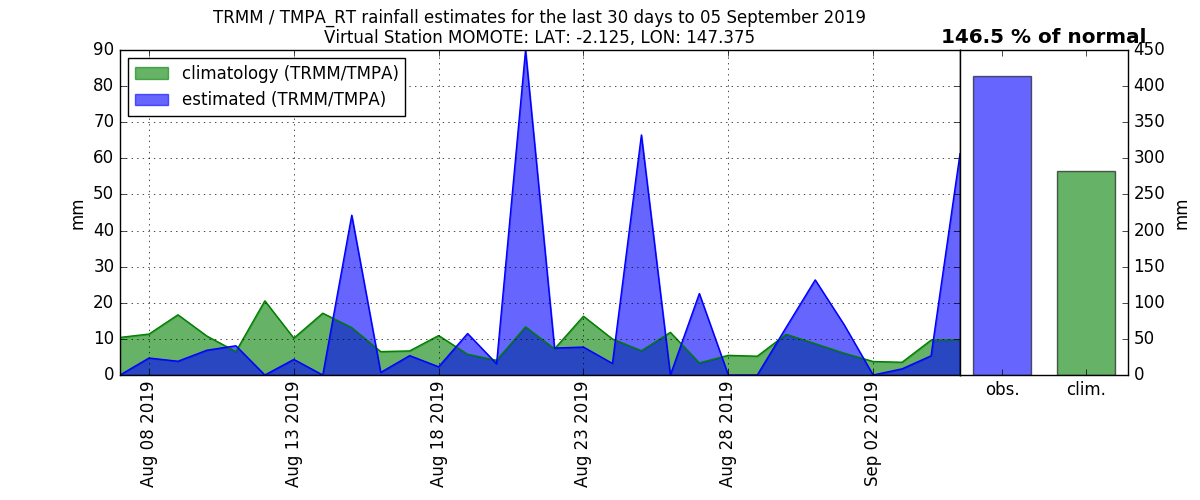 TRMM / TMPA_RT rainfall estimates for the last 30 days to 05 September 2019
Virtual Station MOMOTE: LAT: -2.125, LON: 147.375
146.5 % of normal
climatology (TRMM/TMPA)
estimated (TRMM/TMPA)
90
80
70
60
50
40
30
20
10
0
mm
Aug 08 2019
Aug 13 2019
Aug 18 2019
Aug 23 2019
Aug 28 2019
Sep 02 2019
obs.
clim.
450
400
350
300
250
200
150
100
50
0
mm